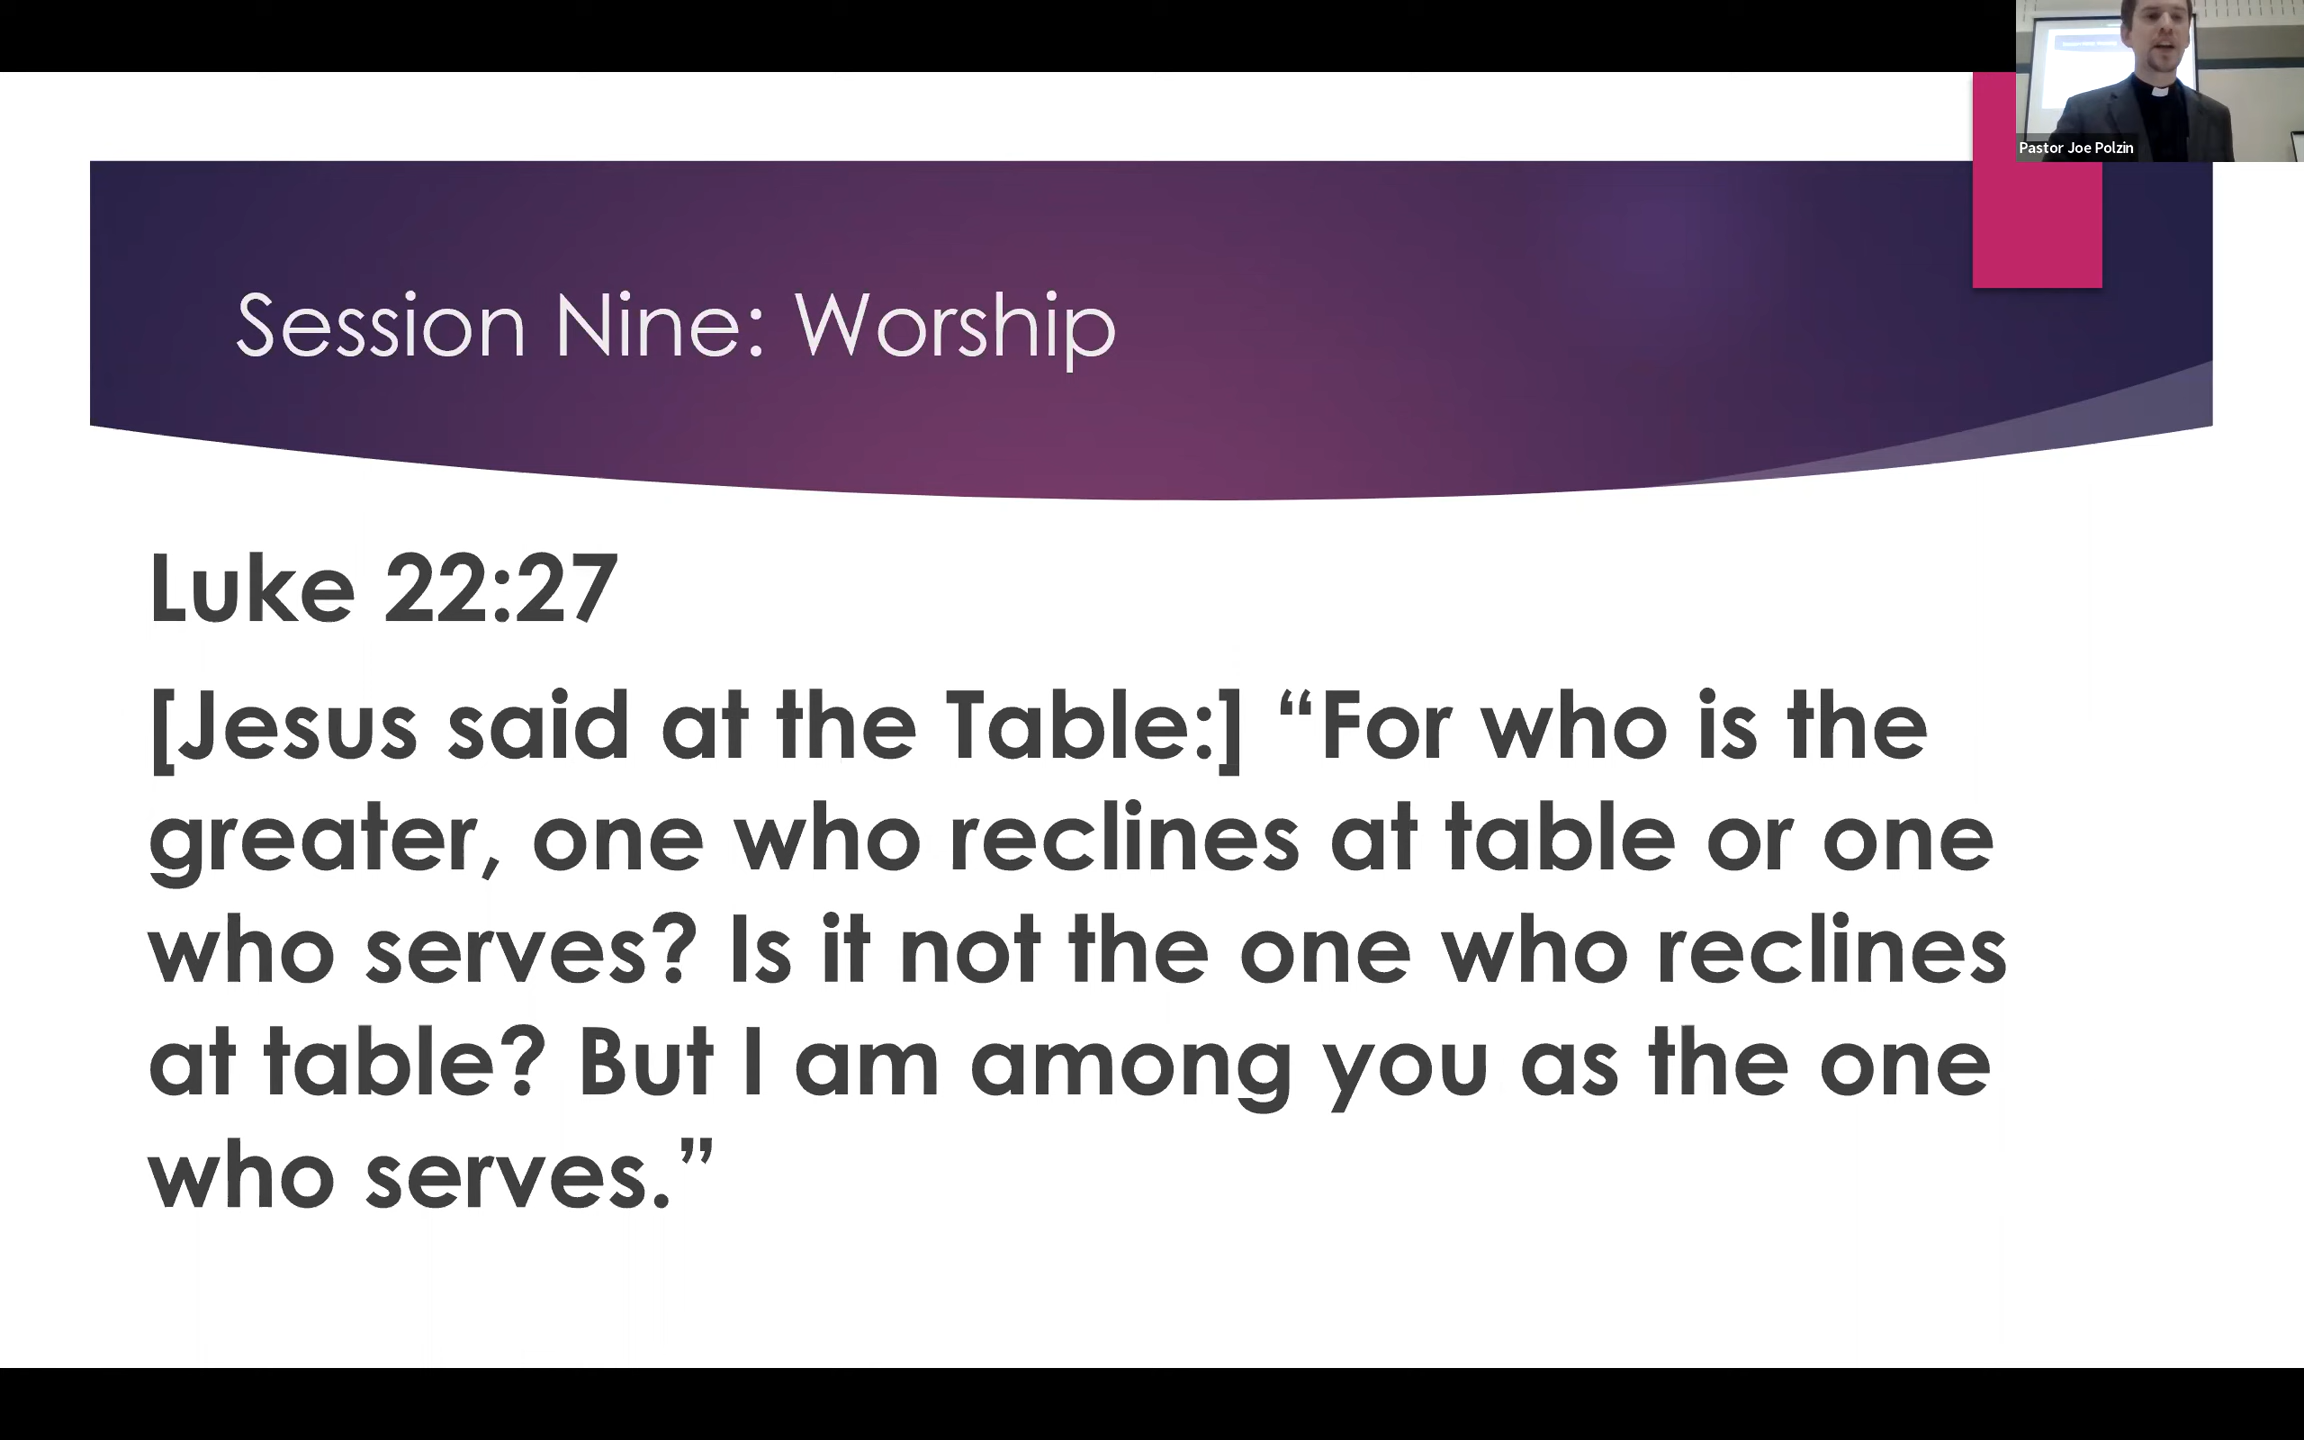 Pastor Joe Polzin
Session Nine: Worship
Luke 22:27
[Jesus said at the Table:] “For who is the
greater, one who reclines at table or one
who serves? Is it not the one who reclines
at table? But I am among you as the one
who serves.”